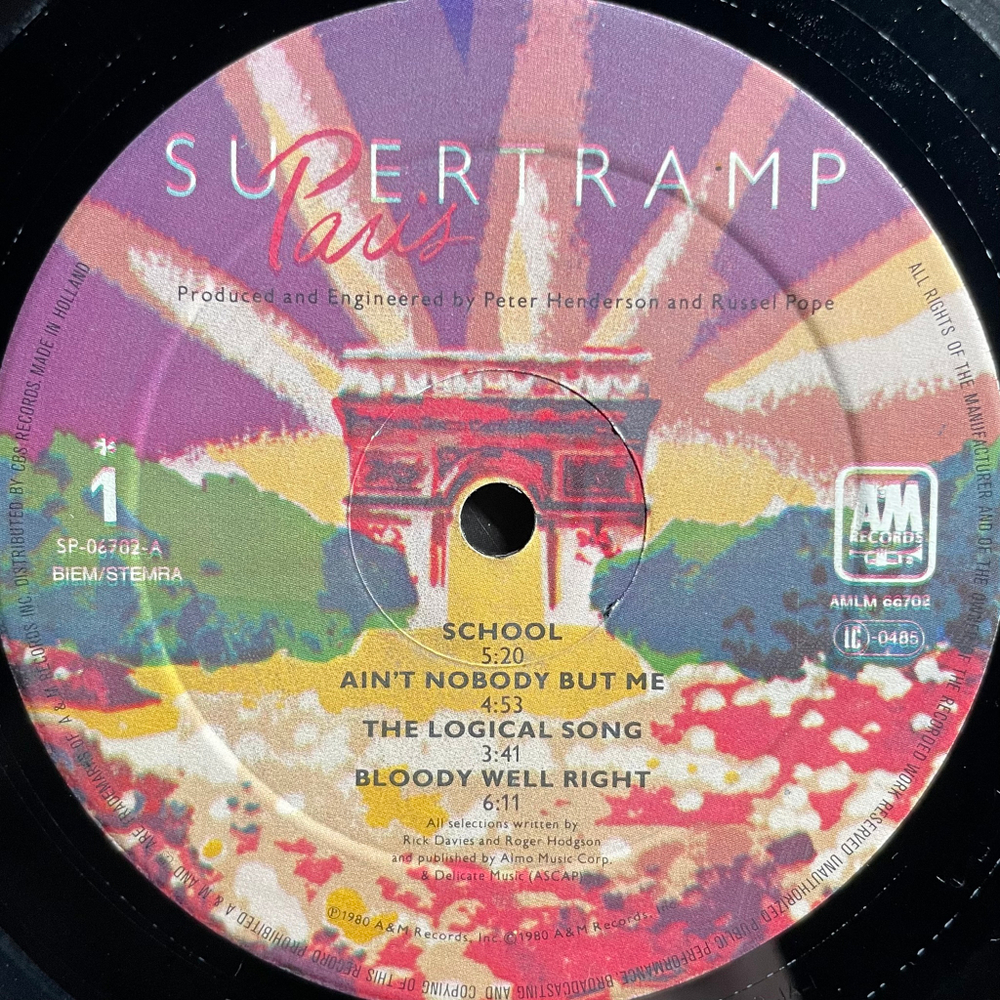 SUPERTRAMP
Paris
Produced and Engineered by Peter Henderson and Russel Pope
*
1
SP-06702-A
BIEM/STEMRA
A&M
RECORDS
AMLM 66702
LC-0485
SCHOOL
5:20
AIN'T NOBODY BUT ME
4:53
THE LOGICAL SONG
3:41
BLOODY WELL RIGHT
6:11
All selections written by
Rick Davies and Roger Hodgson
and published by Almo Music Corp.
& Delicate Music (ASCAP)
℗1980 A&M Records, Inc. ©1980 A&M Records, Inc.
ALL RIGHTS OF THE MANUFACTURER AND OF THE OWNER OF THE RECORDED WORK RESERVED UNAUTHORIZED PUBLIC PERFORMANCE, BROADCASTING AND COPYING OF THIS RECORD PROHIBITED A & M AND ARE TRADEMARKS OF A & M RECORDS INC. DISTRIBUTED BY CBS RECORDS. MADE IN HOLLAND